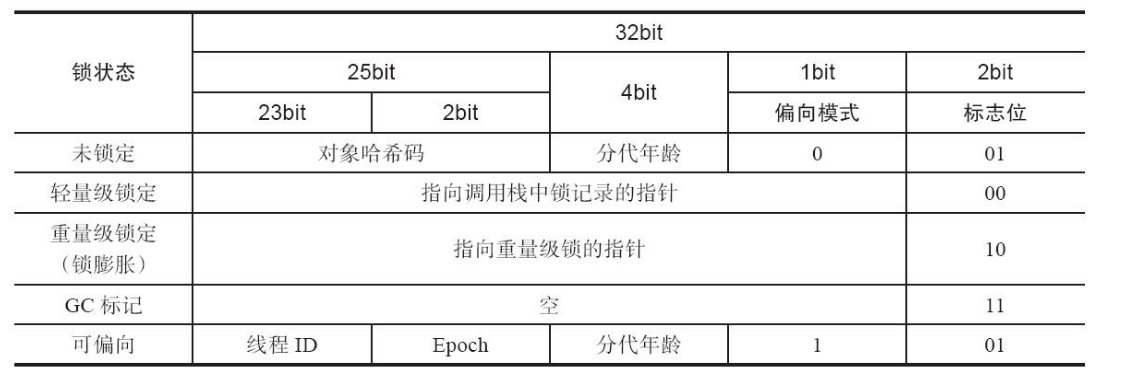 锁状态
32bit
25bit
4bit
1bit
2bit
23bit
2bit
偏向模式
标志位
未锁定
对象哈希码
分代年龄
0
01
轻量级锁定
指向调用栈中锁记录的指针
00
重量级锁定
（锁膨胀）
指向重量级锁的指针
10
GC 标记
空
11
可偏向
线程 ID
Epoch
分代年龄
1
01